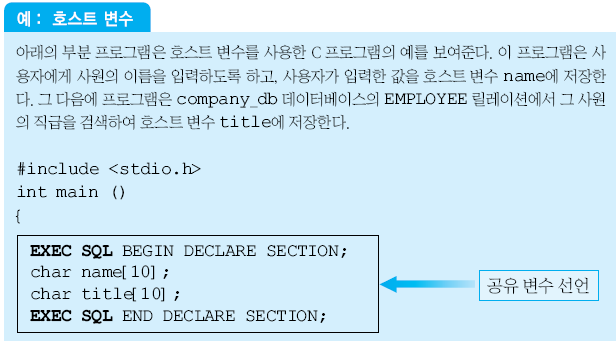 예 : 호스트 변수
아래의 부분 프로그램은 호스트 변수를 사용한 C 프로그램의 예를 보여준다. 이 프로그램은 사
용자에게 사원의 이름을 입력하도록 하고, 사용자가 입력한 값을 호스트 변수 name에 저장한
다. 그 다음에 프로그램은 company_db 데이터베이스의 EMPLOYEE 릴레이션에서 그 사원
의 직급을 검색하여 호스트 변수 title에 저장한다.
#include <stdio.h>
int main ()
{
EXEC SQL BEGIN DECLARE SECTION;
char name[10];
char title[10];
EXEC SQL END DECLARE SECTION;
공유 변수 선언